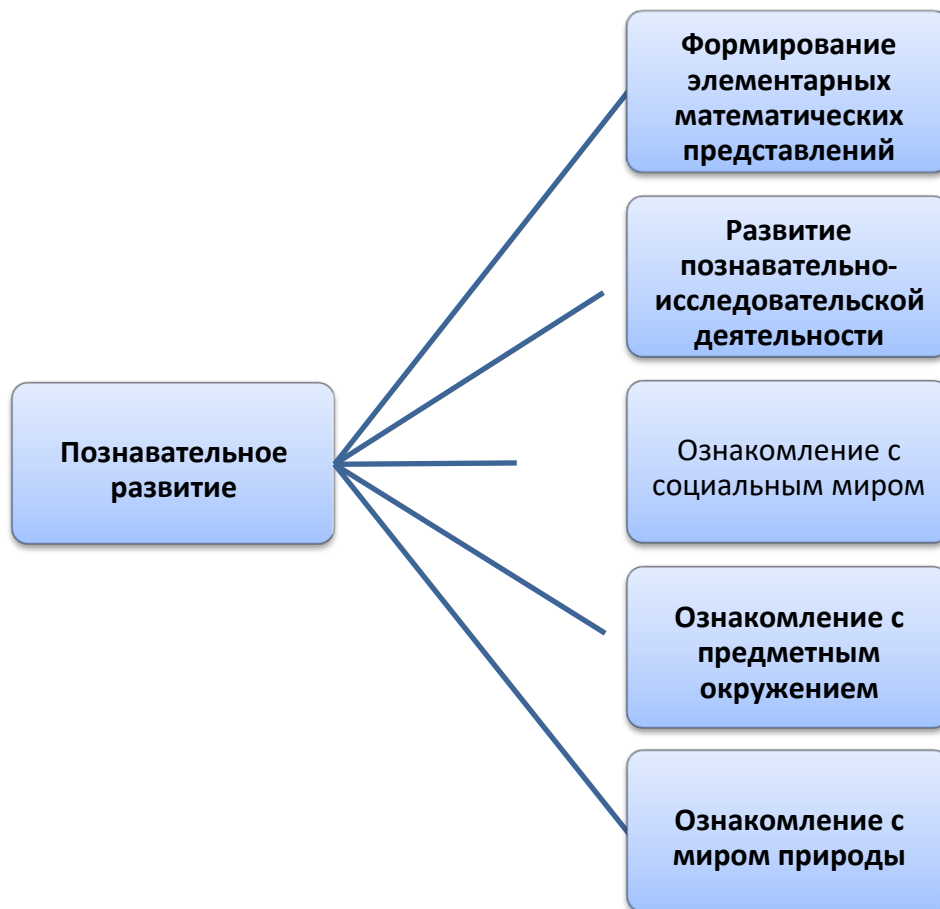 Формирование
элементарных
математических
представлений
Развитие
познавательно-
исследовательской
деятельности
Познавательное
развитие
Ознакомление с
социальным миром
Ознакомление с
предметным
окружением
Ознакомление с
миром природы